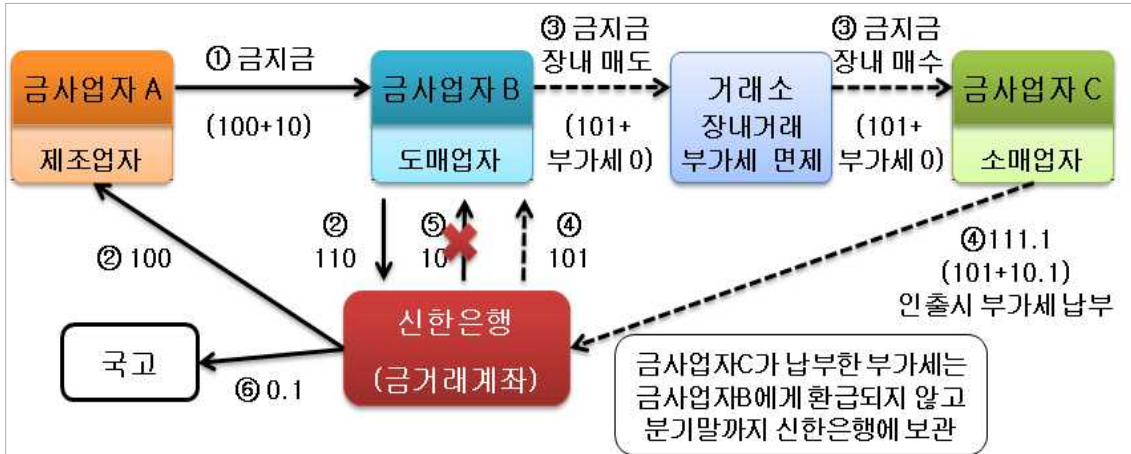 금사업자 A
제조업자
① 금지금
(100+10)
금사업자 B
도매업자
③ 금지금
장내 매도
(101+
부가세 0)
거래소
장내거래
부가세 면제
③ 금지금
장내 매수
(101+
부가세 0)
금사업자 C
소매업자
② 100
②
110
⑤
10
④
101
④111.1
(101+10.1)
인출시 부가세 납부
신한은행
(금거래계좌)
국고
⑥ 0.1
금사업자C가 납부한 부가세는
금사업자B에게 환급되지 않고
분기말까지 신한은행에 보관